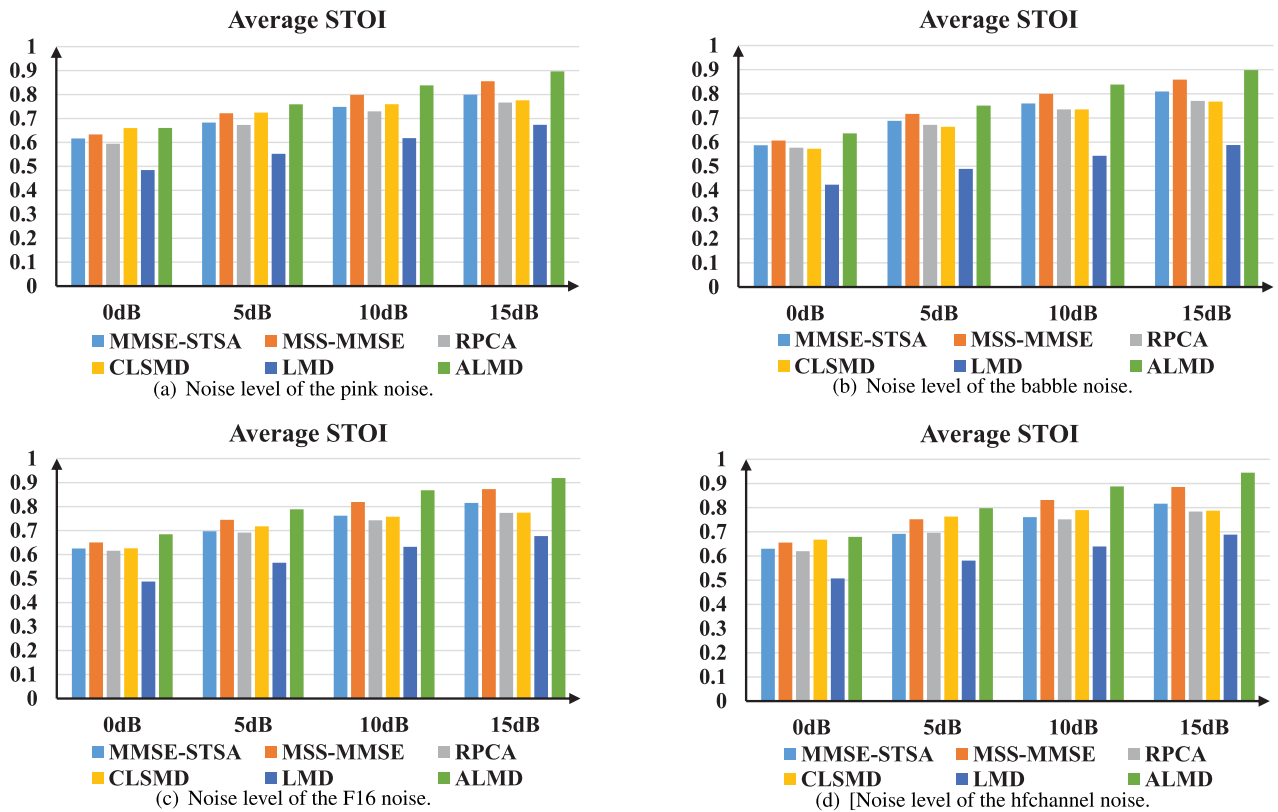 Average STOI
1
0.9
0.8
0.7
0.6
0.5
0.4
0.3
0.2
0.1
0
0dB 5dB 10dB 15dB
MMSE-STSA MSS-MMSE RPCA
CLSMD LMD ALMD
(a) Noise level of the pink noise.
Average STOI
1
0.9
0.8
0.7
0.6
0.5
0.4
0.3
0.2
0.1
0
0dB 5dB 10dB 15dB
MMSE-STSA MSS-MMSE RPCA
CLSMD LMD ALMD
(b) Noise level of the babble noise.
Average STOI
1
0.9
0.8
0.7
0.6
0.5
0.4
0.3
0.2
0.1
0
0dB 5dB 10dB 15dB
MMSE-STSA MSS-MMSE RPCA
CLSMD LMD ALMD
(c) Noise level of the F16 noise.
Average STOI
1
0.9
0.8
0.7
0.6
0.5
0.4
0.3
0.2
0.1
0
0dB 5dB 10dB 15dB
MMSE-STSA MSS-MMSE RPCA
CLSMD LMD ALMD
(d) [Noise level of the hfchannel noise.